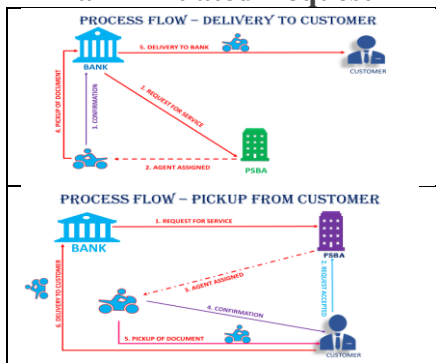 PROCESS FLOW – DELIVERY TO CUSTOMER
5. DELIVERY TO BANK
BANK
CUSTOMER
4. PICKUP OF DOCUMENT
3. CONFIRMATION
1. REQUEST FOR SERVICE
2. AGENT ASSIGNED
PSBA
PROCESS FLOW – PICKUP FROM CUSTOMER
1. REQUEST FOR SERVICE
BANK
PSBA
3. AGENT ASSIGNED
2. REQUEST ACCEPTED
6. DELIVERY TO CUSTOMER
4. CONFIRMATION
5. PICKUP OF DOCUMENT
CUSTOMER